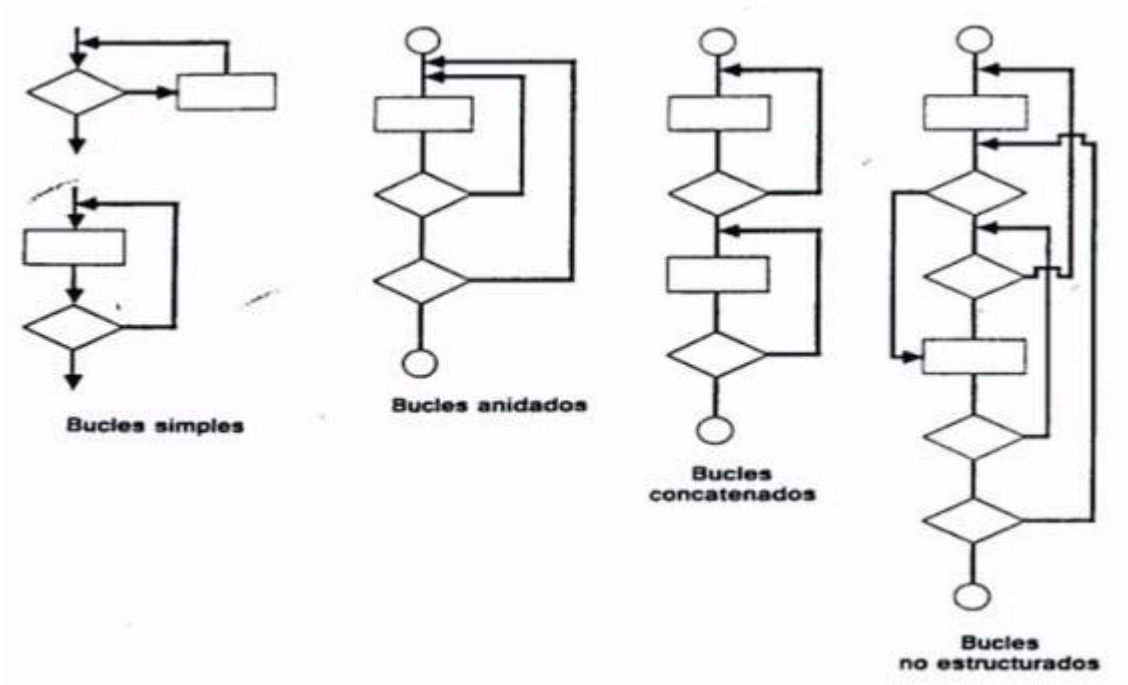 Bucles simples
Bucles anidados
Bucles
concatenados
Bucles
no estructurados